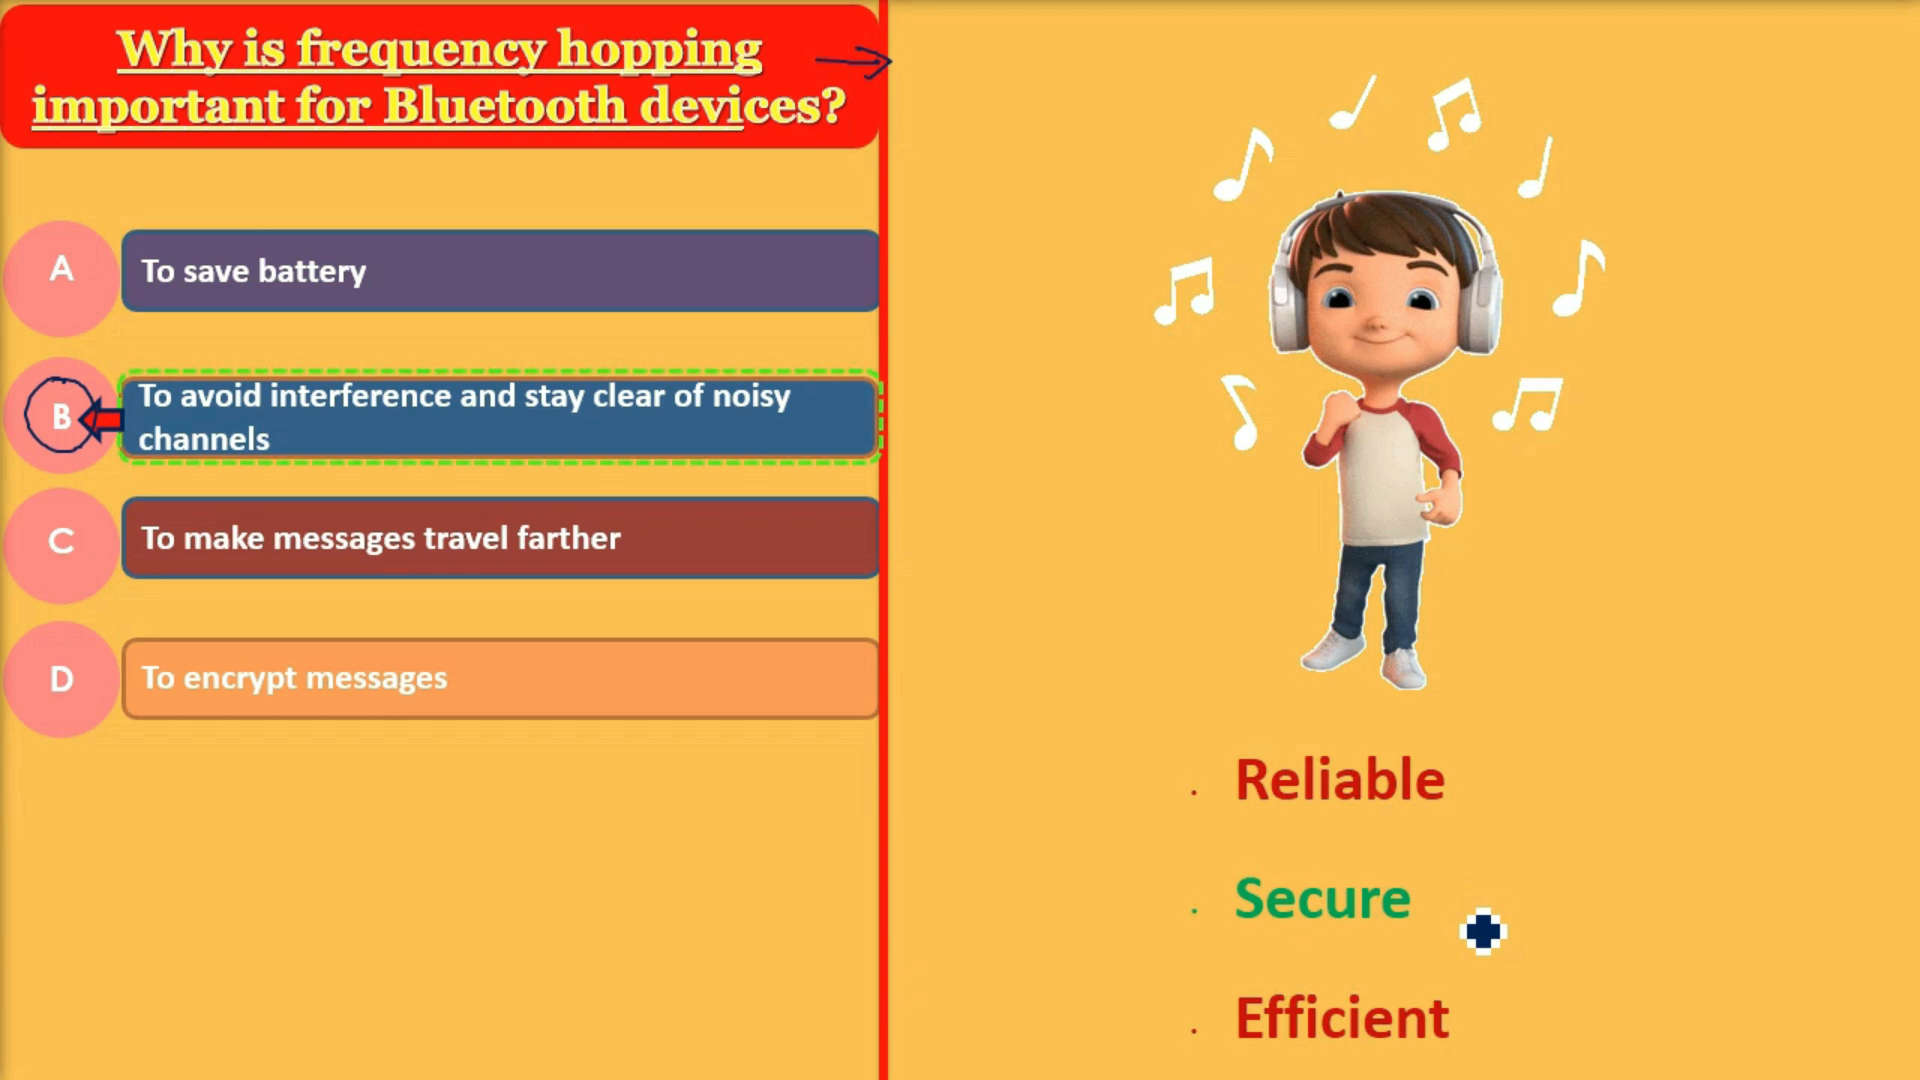 Why is frequency hopping
important for Bluetooth devices?
A
To save battery
B
To avoid interference and stay clear of noisy
channels
C
To make messages travel farther
D
To encrypt messages
. Reliable
. Secure
. Efficient